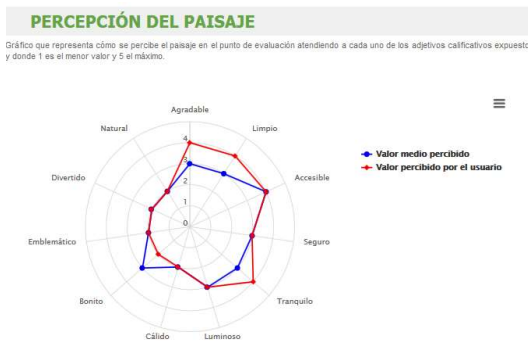 PERCEPCIÓN DEL PAISAJE
Gráfico que representa cómo se percibe el paisaje en el punto de evaluación atendiendo a cada uno de los adjetivos calificativos expuesto
y donde 1 es el menor valor y 5 el máximo.
Agradable
Natural
Limpio
4
Valor medio percibido
3
Valor percibido por el usuario
Divertido
2
Accesible
1
0
Emblemático
Seguro
Bonito
Tranquilo
Cálido
Luminoso